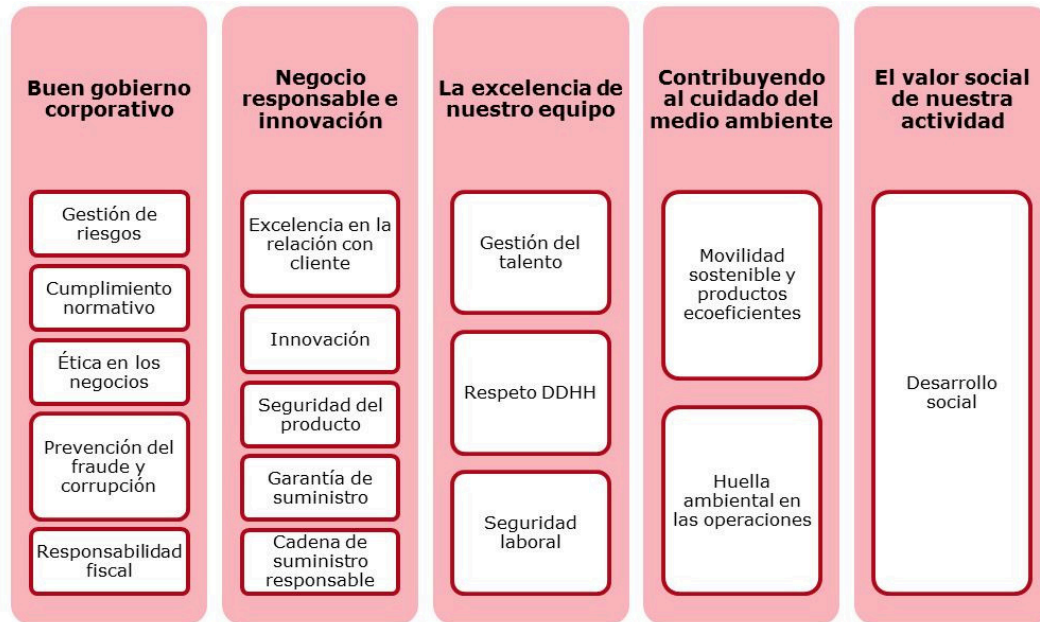 Buen gobierno
corporativo
Gestión de
riesgos
Cumplimiento
normativo
Ética en los
negocios
Prevención del
fraude y
corrupción
Responsabilidad
fiscal
Negocio
responsable e
innovación
Excelencia en la
relación con
cliente
Innovación
Seguridad del
producto
Garantía de
suministro
Cadena de
suministro
responsable
La excelencia de
nuestro equipo
Gestión del
talento
Respeto DDHH
Seguridad
laboral
Contribuyendo
al cuidado del
medio ambiente
Movilidad
sostenible y
productos
ecoeficientes
Huella
ambiental en
las operaciones
El valor social
de nuestra
actividad
Desarrollo
social